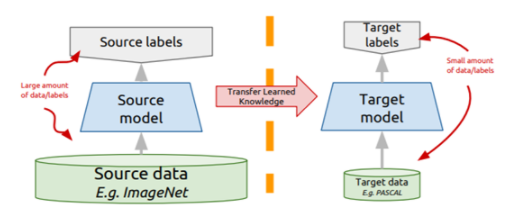 Source labels
Large amount
of data/labels
Source
model
Source data
E.g. ImageNet
Transfer Learned
Knowledge
Target
labels
Small amount
of data/labels
Target
model
Target data
E.g. PASCAL